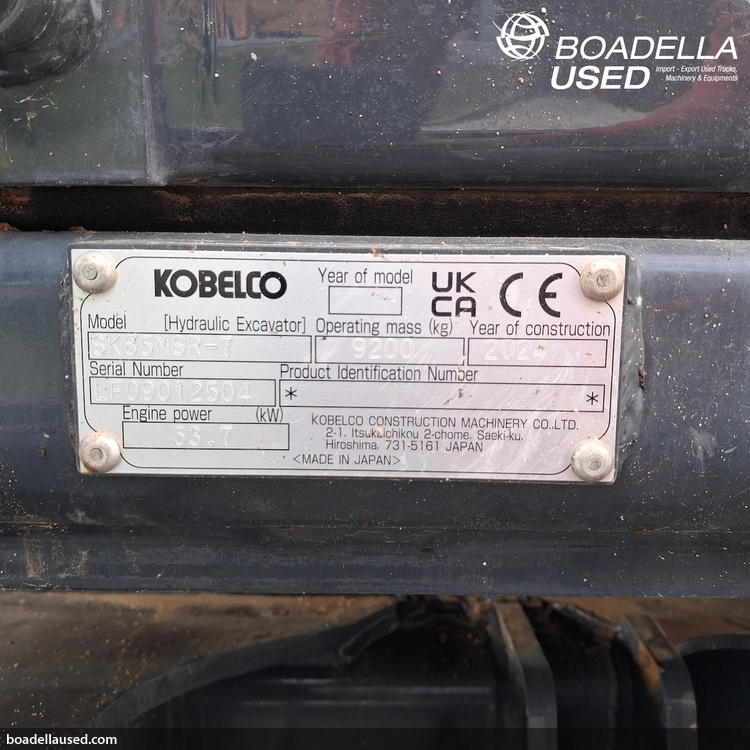 BOADELLA
USED
Import - Export Used Trucks,
Machinery & Equipments
KOBELCO
Year of model
UK
CA
CE
Model [Hydraulic Excavator] Operating mass (kg) Year of construction
SK85MSR-7 9200 2024
Serial Number Product Identification Number
LF09012504 * *
Engine power (kW)
53.7
KOBELCO CONSTRUCTION MACHINERY CO.,LTD.
2-1, Itsukaichikou 2-chome, Saeki-ku,
Hiroshima, 731-5161 JAPAN
<MADE IN JAPAN>
boadellaused.com